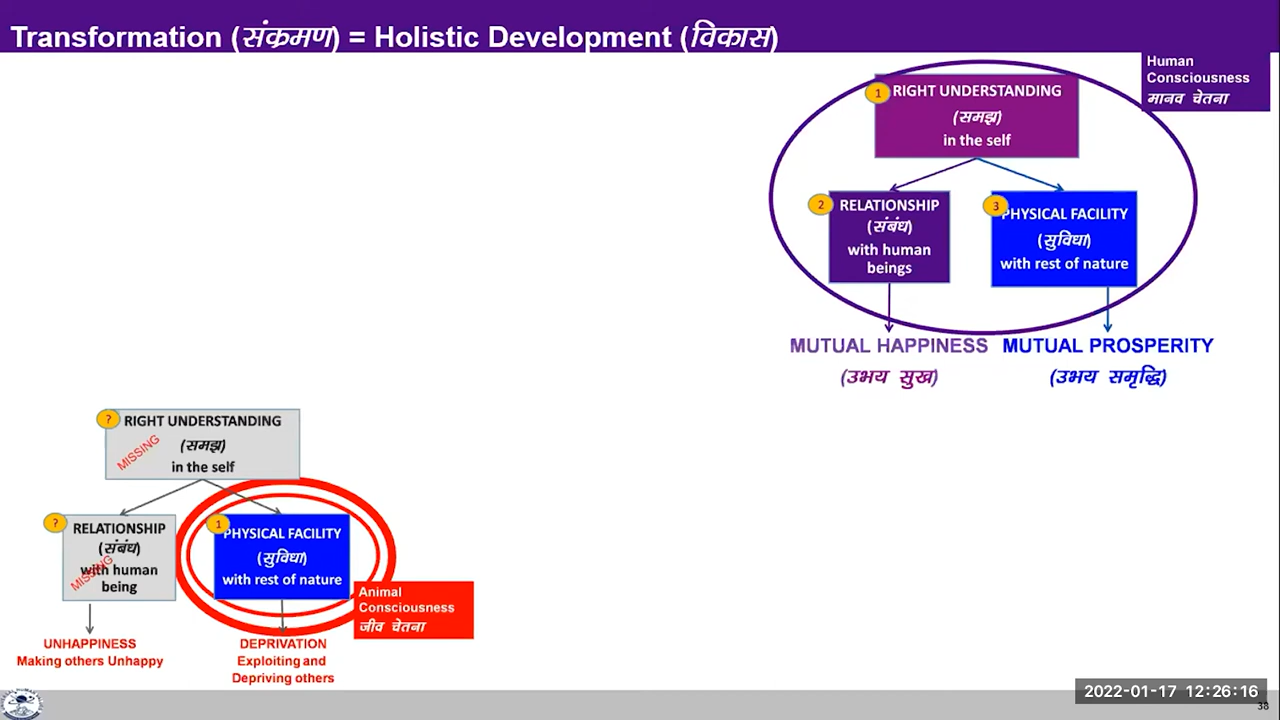 Transformation (संक्रमण) = Holistic Development (विकास)
Human
Consciousness
मानव चेतना
1
RIGHT UNDERSTANDING
(समझ)
in the self
2
RELATIONSHIP
(संबंध)
with human
beings
3
PHYSICAL FACILITY
(सुविधा)
with rest of nature
MUTUAL HAPPINESS
(उभय सुख)
MUTUAL PROSPERITY
(उभय समृद्धि)
?
RIGHT UNDERSTANDING
(समझ)
in the self
MISSING
?
RELATIONSHIP
(संबंध)
with human
being
MISSING
1
PHYSICAL FACILITY
(सुविधा)
with rest of nature
Animal
Consciousness
जीव चेतना
UNHAPPINESS
Making others Unhappy
DEPRIVATION
Exploiting and
Depriving others
2022-01-17 12:26:16
38